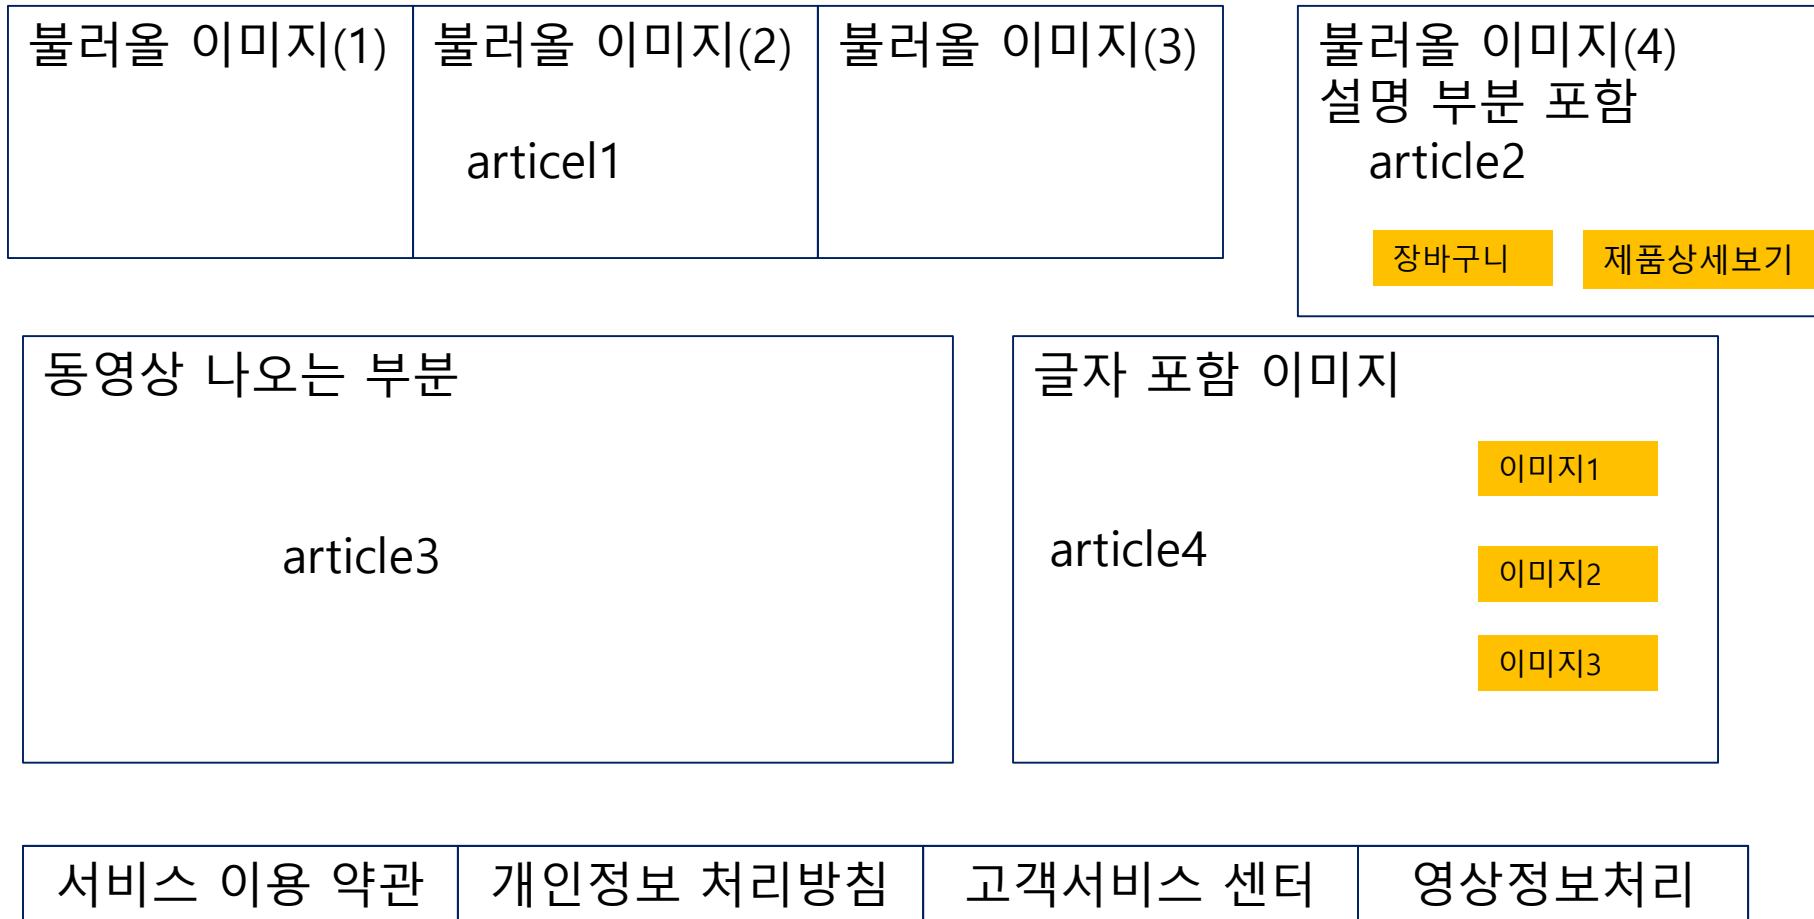 불러올 이미지(1)
불러올 이미지(2)
articel1
불러올 이미지(3)
불러올 이미지(4)
설명 부분 포함
article2
장바구니
제품상세보기
동영상 나오는 부분
article3
글자 포함 이미지
article4
이미지1
이미지2
이미지3
서비스 이용 약관
개인정보 처리방침
고객서비스 센터
영상정보처리